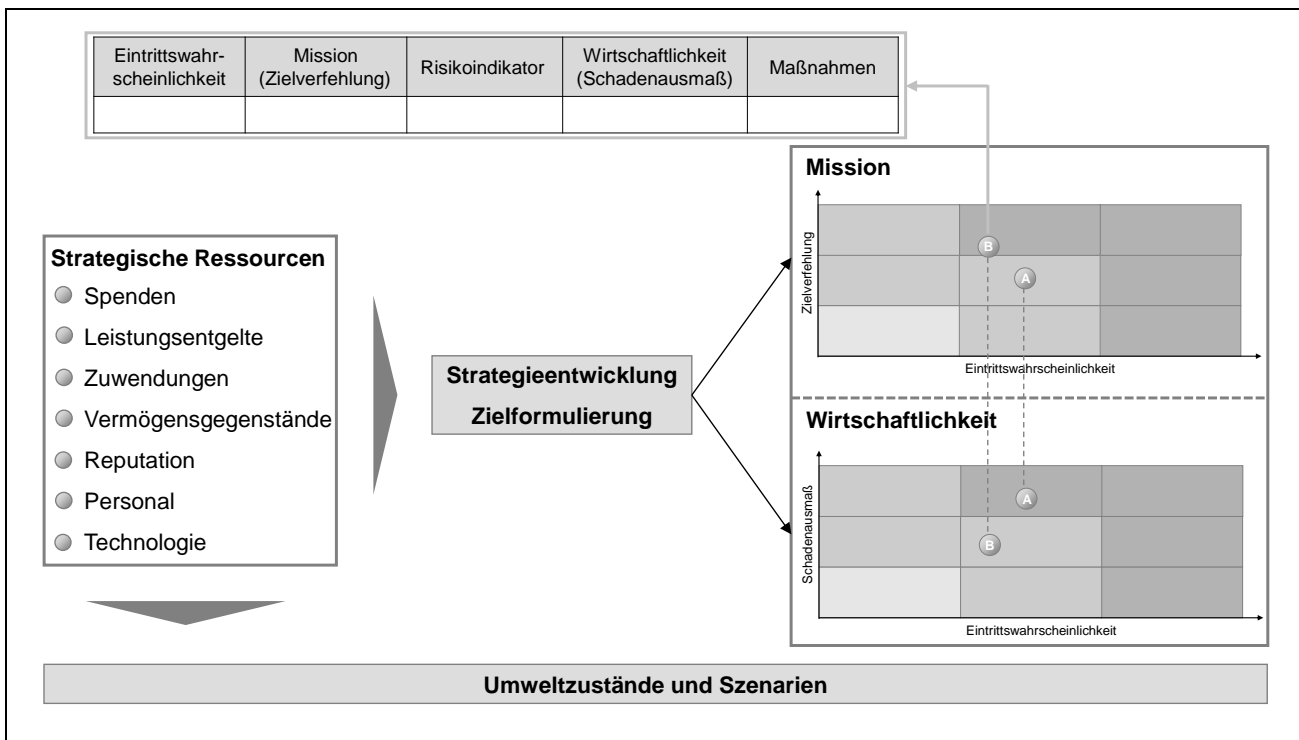 Eintrittswahr-
scheinlichkeit
Mission
(Zielverfehlung)
Risikoindikator
Wirtschaftlichkeit
(Schadenausmaß)
Maßnahmen
Strategische Ressourcen
Spenden
Leistungsentgelte
Zuwendungen
Vermögensgegenstände
Reputation
Personal
Technologie
Strategieentwicklung
Zielformulierung
Mission
Zielverfehlung
B
A
Eintrittswahrscheinlichkeit
Wirtschaftlichkeit
Schadenausmaß
A
B
Eintrittswahrscheinlichkeit
Umweltzustände und Szenarien